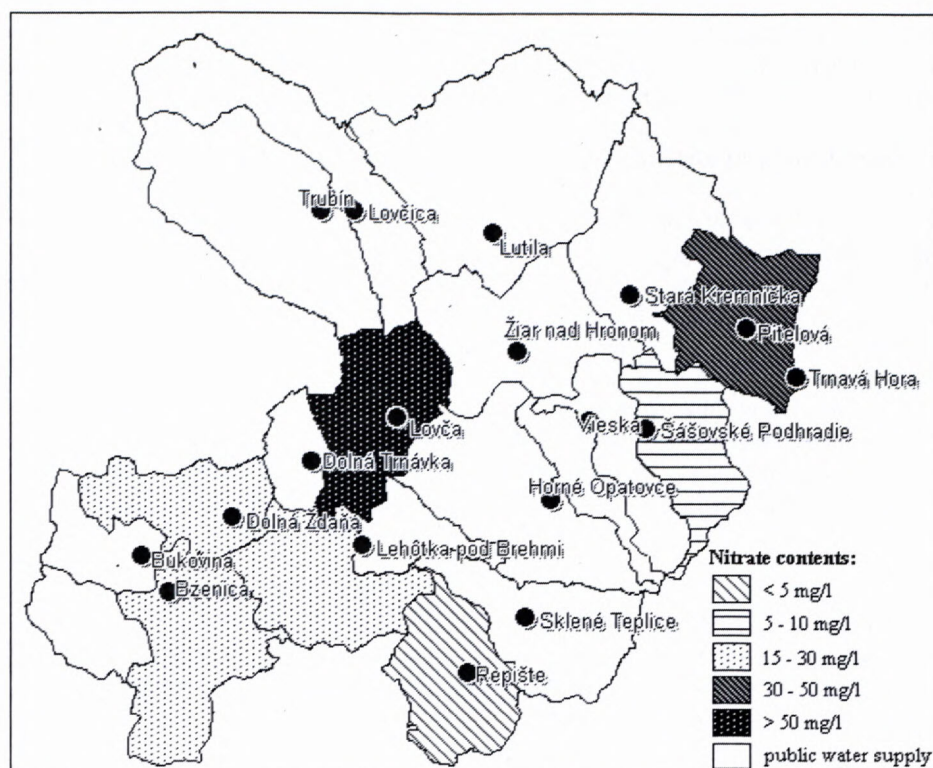 Trubín
Lovčica
Lutila
Stará Kremnička
Pitelová
Žiar nad Hronom
Trnavá Hora
Lovča
Vieska
Šášovské Podhradie
Dolná Trnávka
Horné Opatovce
Dolná Ždaňa
Lehôtka pod Brehmi
Bukovina
Bzenica
Sklené Teplice
Repište
Nitrate contents:
< 5 mg/l
5 - 10 mg/l
15 - 30 mg/l
30 - 50 mg/l
> 50 mg/l
public water supply